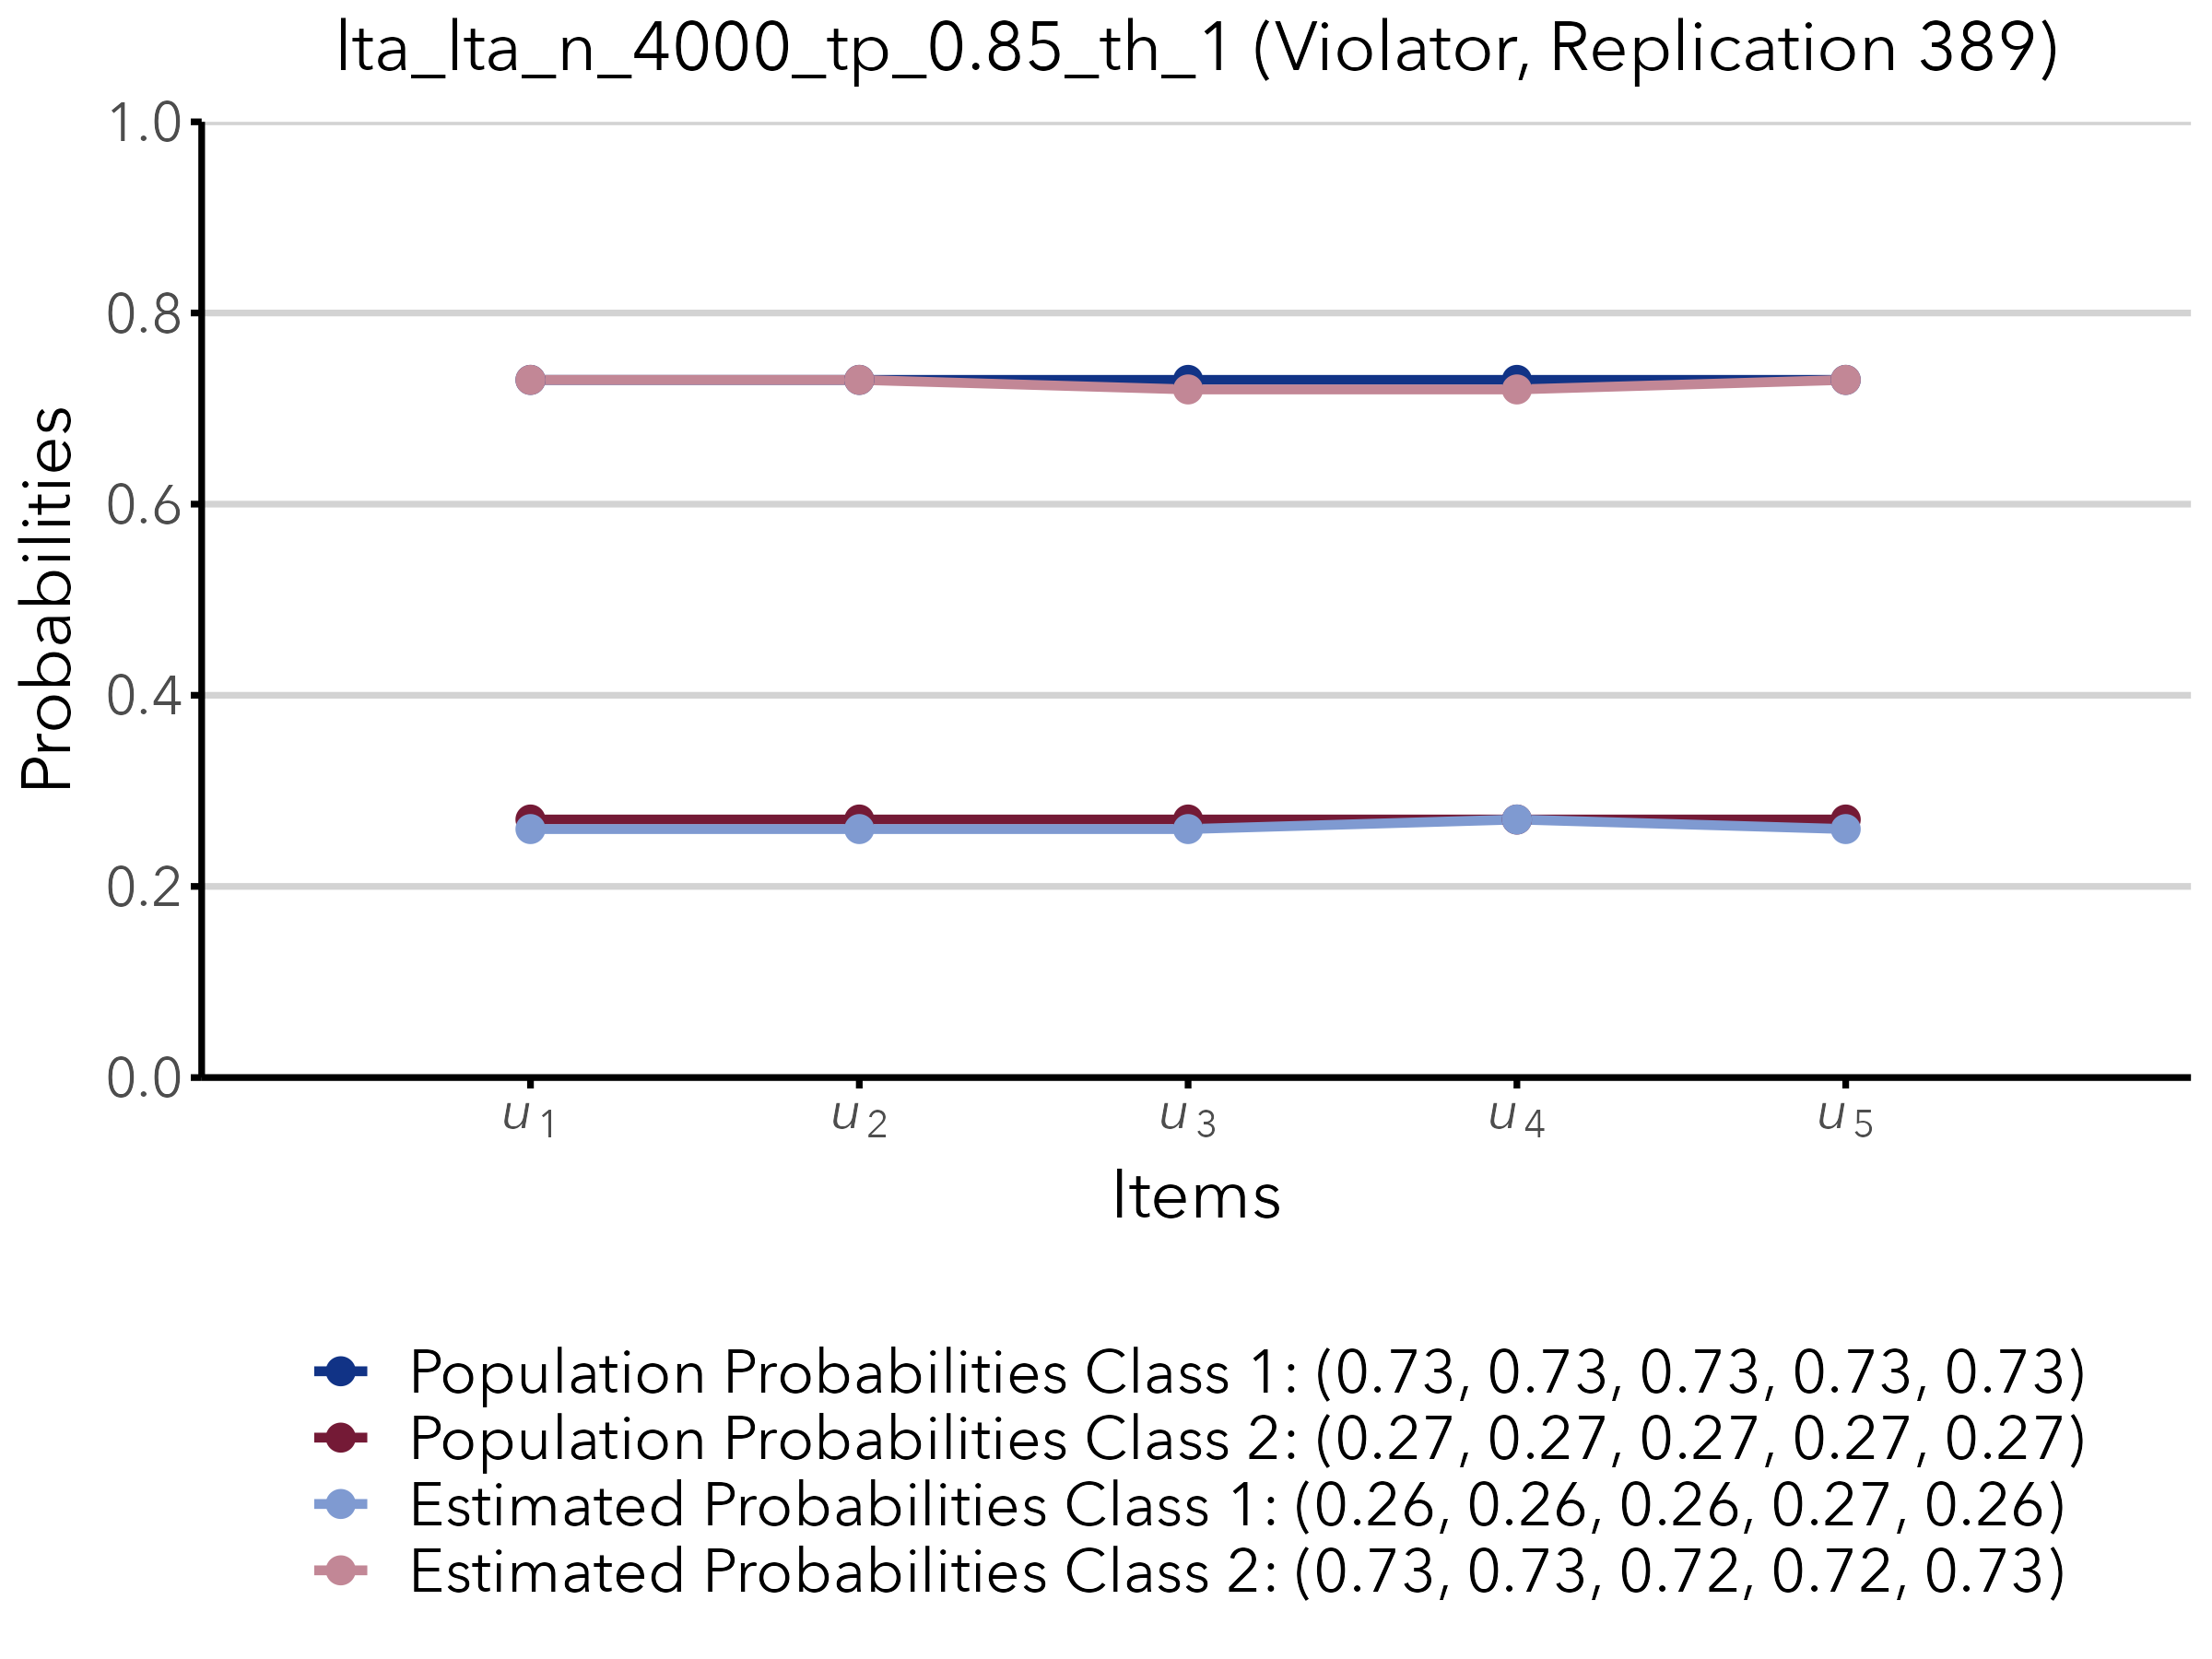 lta_lta_n_4000_tp_0.85_th_1 (Violator, Replication 389)
1.0
0.8
0.6
0.4
0.2
0.0
Probabilities
u1 u2 u3 u4 u5
Items
Population Probabilities Class 1: (0.73, 0.73, 0.73, 0.73, 0.73)
Population Probabilities Class 2: (0.27, 0.27, 0.27, 0.27, 0.27)
Estimated Probabilities Class 1: (0.26, 0.26, 0.26, 0.27, 0.26)
Estimated Probabilities Class 2: (0.73, 0.73, 0.72, 0.72, 0.73)